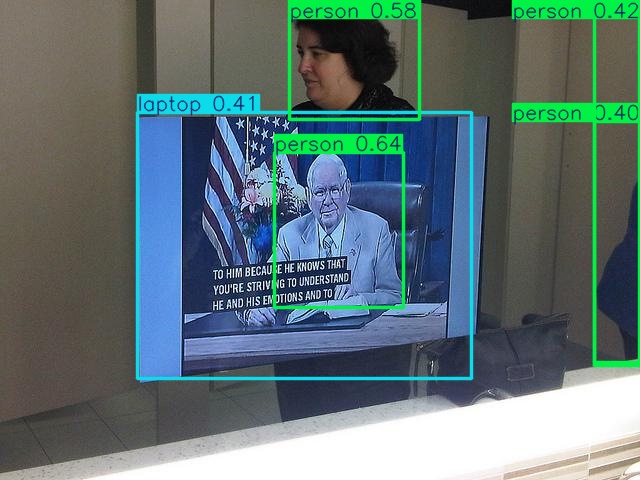 person 0.58
person 0.42
laptop 0.41
person 0.40
person 0.64
TO HIM BECAUSE HE KNOWS THAT
YOU'RE STRIVING TO UNDERSTAND
HE AND HIS EMOTIONS AND TO